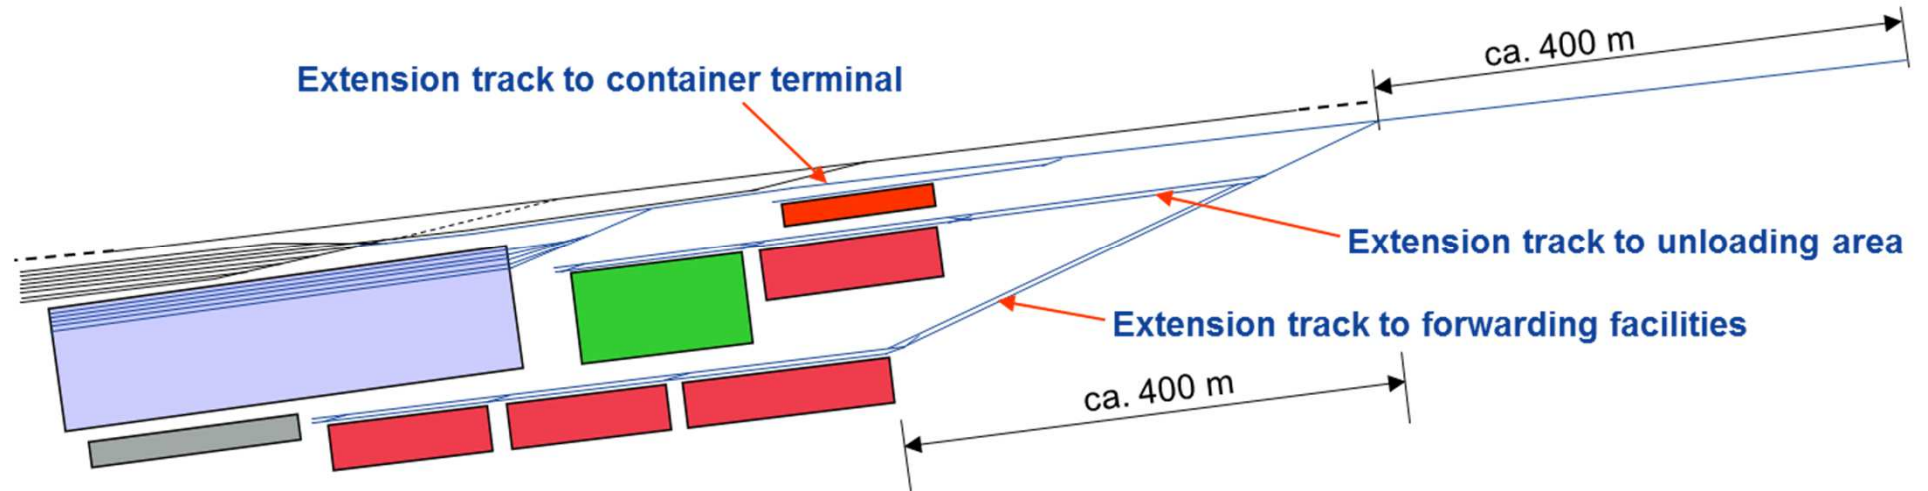 ca. 400 m
Extension track to container terminal
Extension track to unloading area
Extension track to forwarding facilities
ca. 400 m